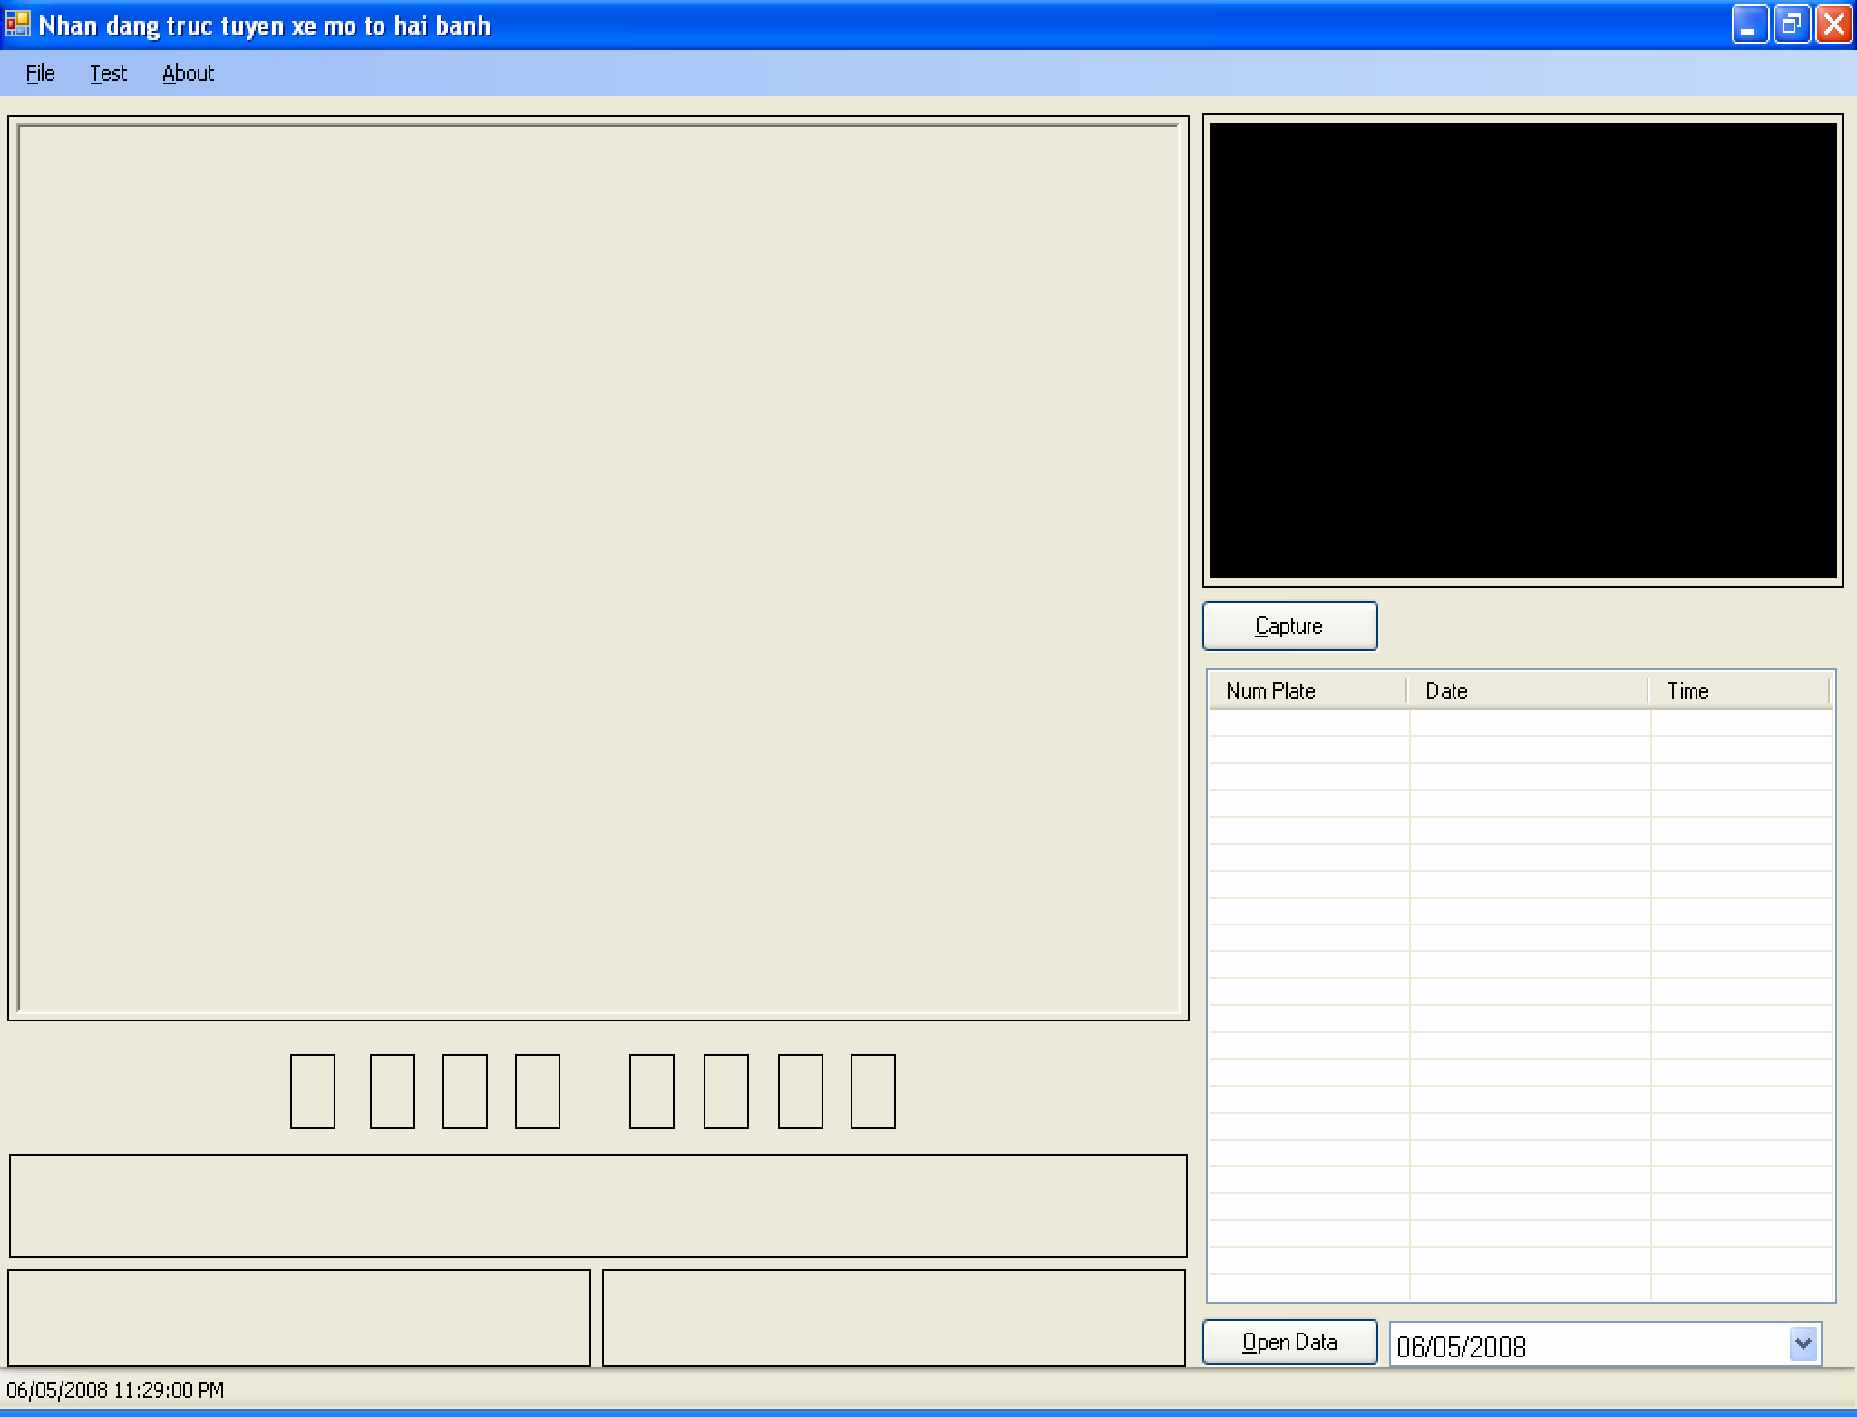 Nhan dang truc tuyen xe mo to hai banh
File Test About
Capture
Num Plate Date Time
Open Data 06/05/2008
06/05/2008 11:29:00 PM